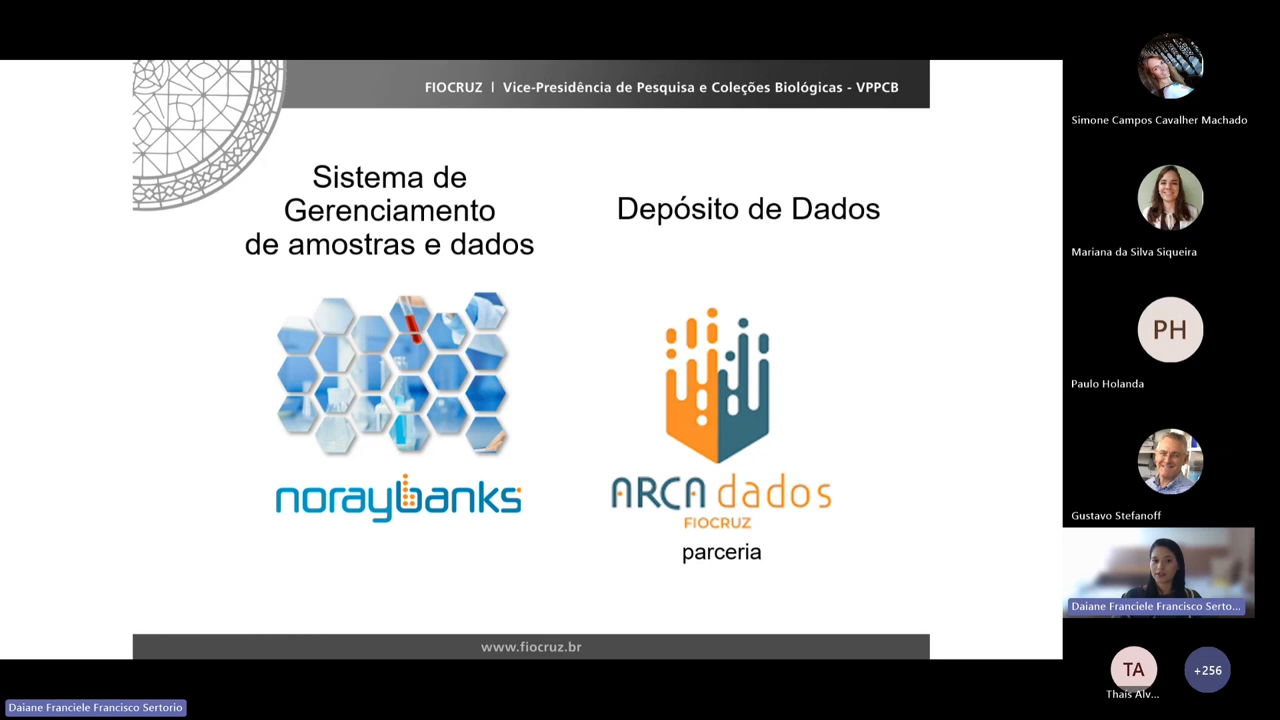 FIOCRUZ | Vice-Presidência de Pesquisa e Coleções Biológicas - VPPCB
Sistema de
Gerenciamento
de amostras e dados
noraybanks
Depósito de Dados
ARCA dados
FIOCRUZ
parceria
www.fiocruz.br
Simone Campos Cavalher Machado
Mariana da Silva Siqueira
PH
Paulo Holanda
Gustavo Stefanoff
Daiane Franciele Francisco Serto...
TA
Thaís Alv...
+256
Daiane Franciele Francisco Sertorio